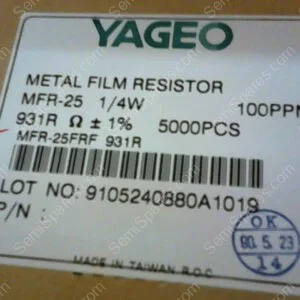 YAGEO
METAL FILM RESISTOR
MFR-25 1/4W 100PPM
931R Ω ± 1% 5000PCS
MFR-25FRF 931R
LOT NO: 9105240880A1019
P/N :
OK
90.5.23
14
MADE IN TAIWAN R.O.C